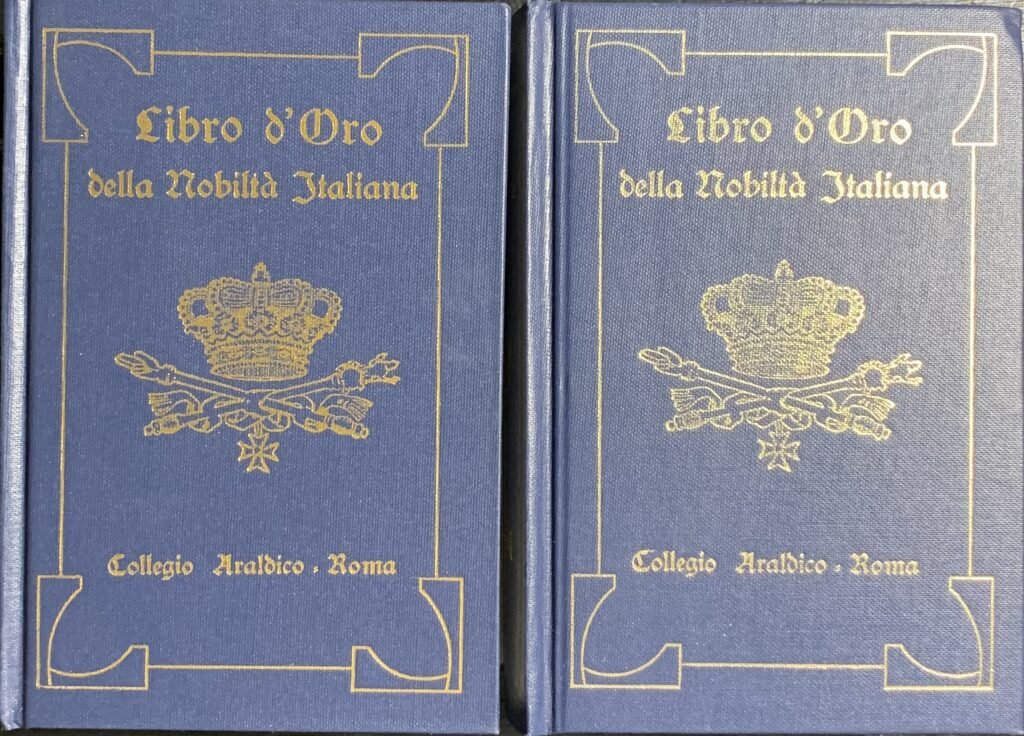 Libro d'Oro
della Nobiltà Italiana
Collegio Araldico - Roma
Libro d'Oro
della Nobiltà Italiana
Collegio Araldico - Roma